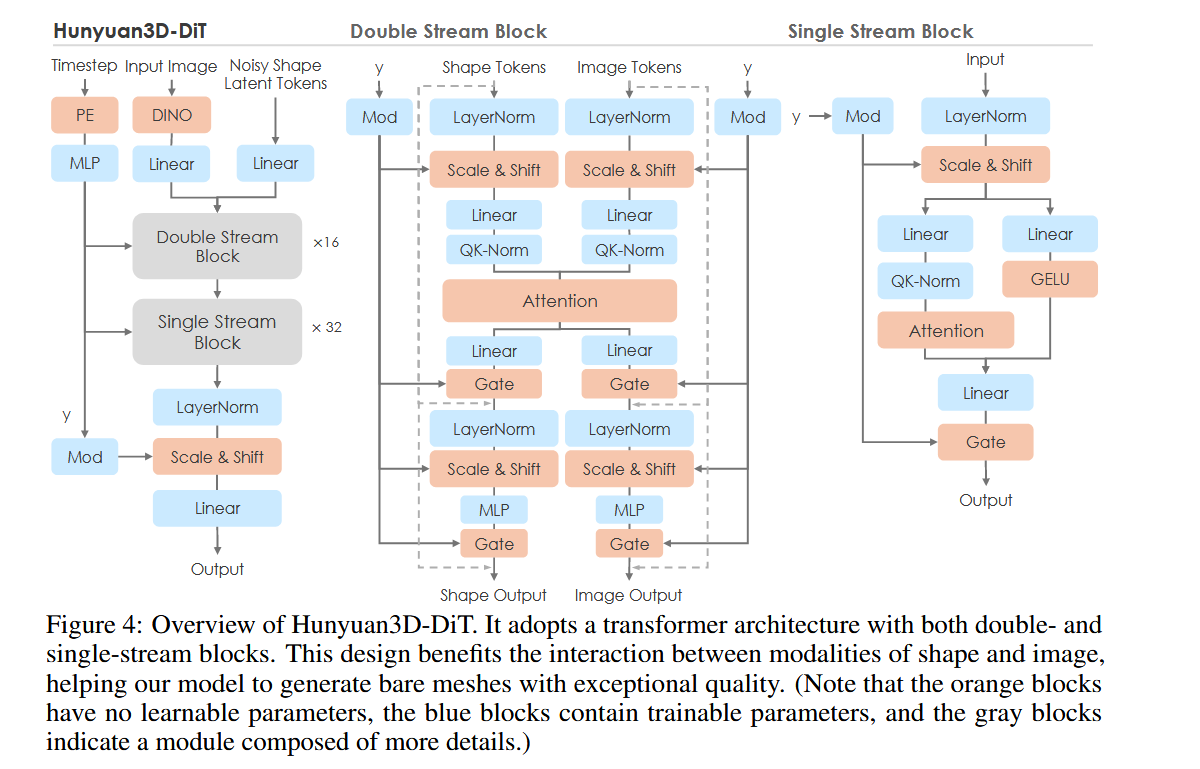 Hunyuan3D-DiT
Timestep
Input Image
Noisy Shape
Latent Tokens
PE
DINO
MLP
Linear
Linear
Double Stream
Block
×16
Single Stream
Block
× 32
LayerNorm
y
Mod
Scale & Shift
Linear
Output
Double Stream Block
y
Shape Tokens
Image Tokens
y
Mod
LayerNorm
LayerNorm
Mod
Scale & Shift
Scale & Shift
Linear
Linear
QK-Norm
QK-Norm
Attention
Linear
Linear
Gate
Gate
LayerNorm
LayerNorm
Scale & Shift
Scale & Shift
MLP
MLP
Gate
Gate
Shape Output
Image Output
Single Stream Block
Input
y
Mod
LayerNorm
Scale & Shift
Linear
Linear
QK-Norm
GELU
Attention
Linear
Gate
Output
Figure 4: Overview of Hunyuan3D-DiT. It adopts a transformer architecture with both double- and
single-stream blocks. This design benefits the interaction between modalities of shape and image,
helping our model to generate bare meshes with exceptional quality. (Note that the orange blocks
have no learnable parameters, the blue blocks contain trainable parameters, and the gray blocks
indicate a module composed of more details.)